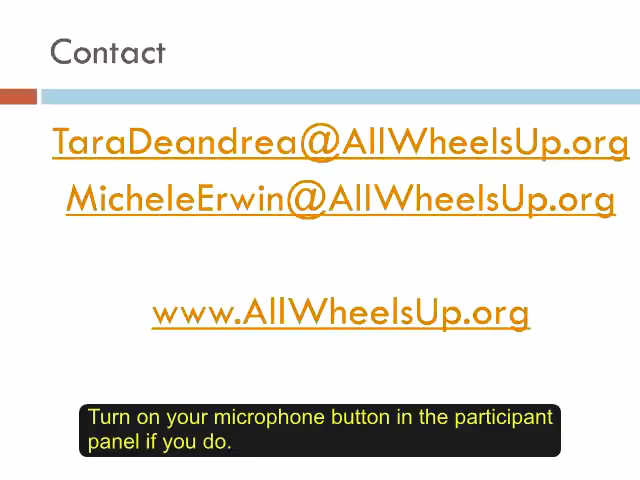 Contact
TaraDeandrea@AllWheelsUp.org
MicheleErwin@AllWheelsUp.org
www.AllWheelsUp.org
Turn on your microphone button in the participant
panel if you do.